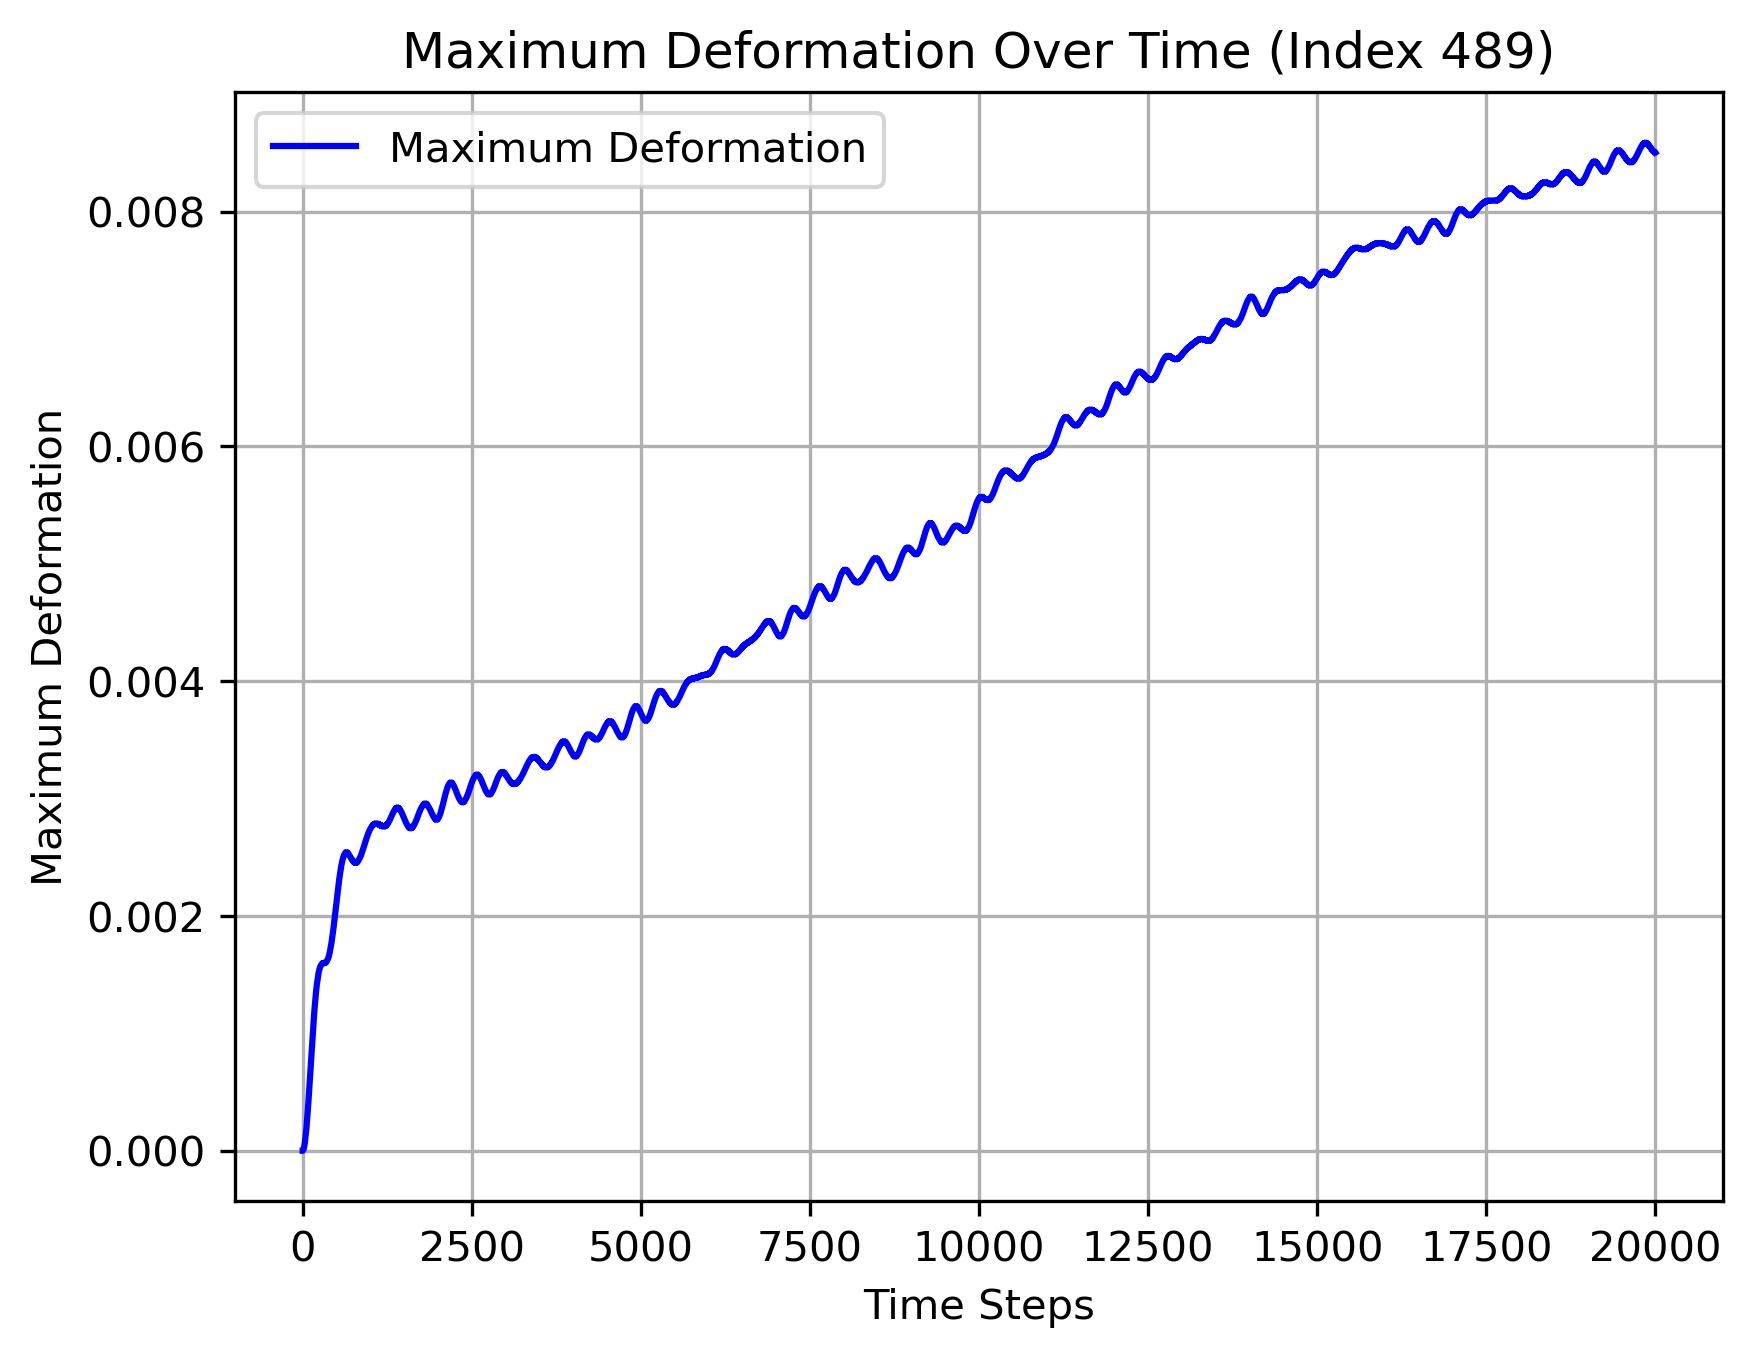 Maximum Deformation Over Time (Index 489)
Maximum Deformation
Maximum Deformation
0.008
0.006
0.004
0.002
0.000
0 2500 5000 7500 10000 12500 15000 17500 20000
Time Steps